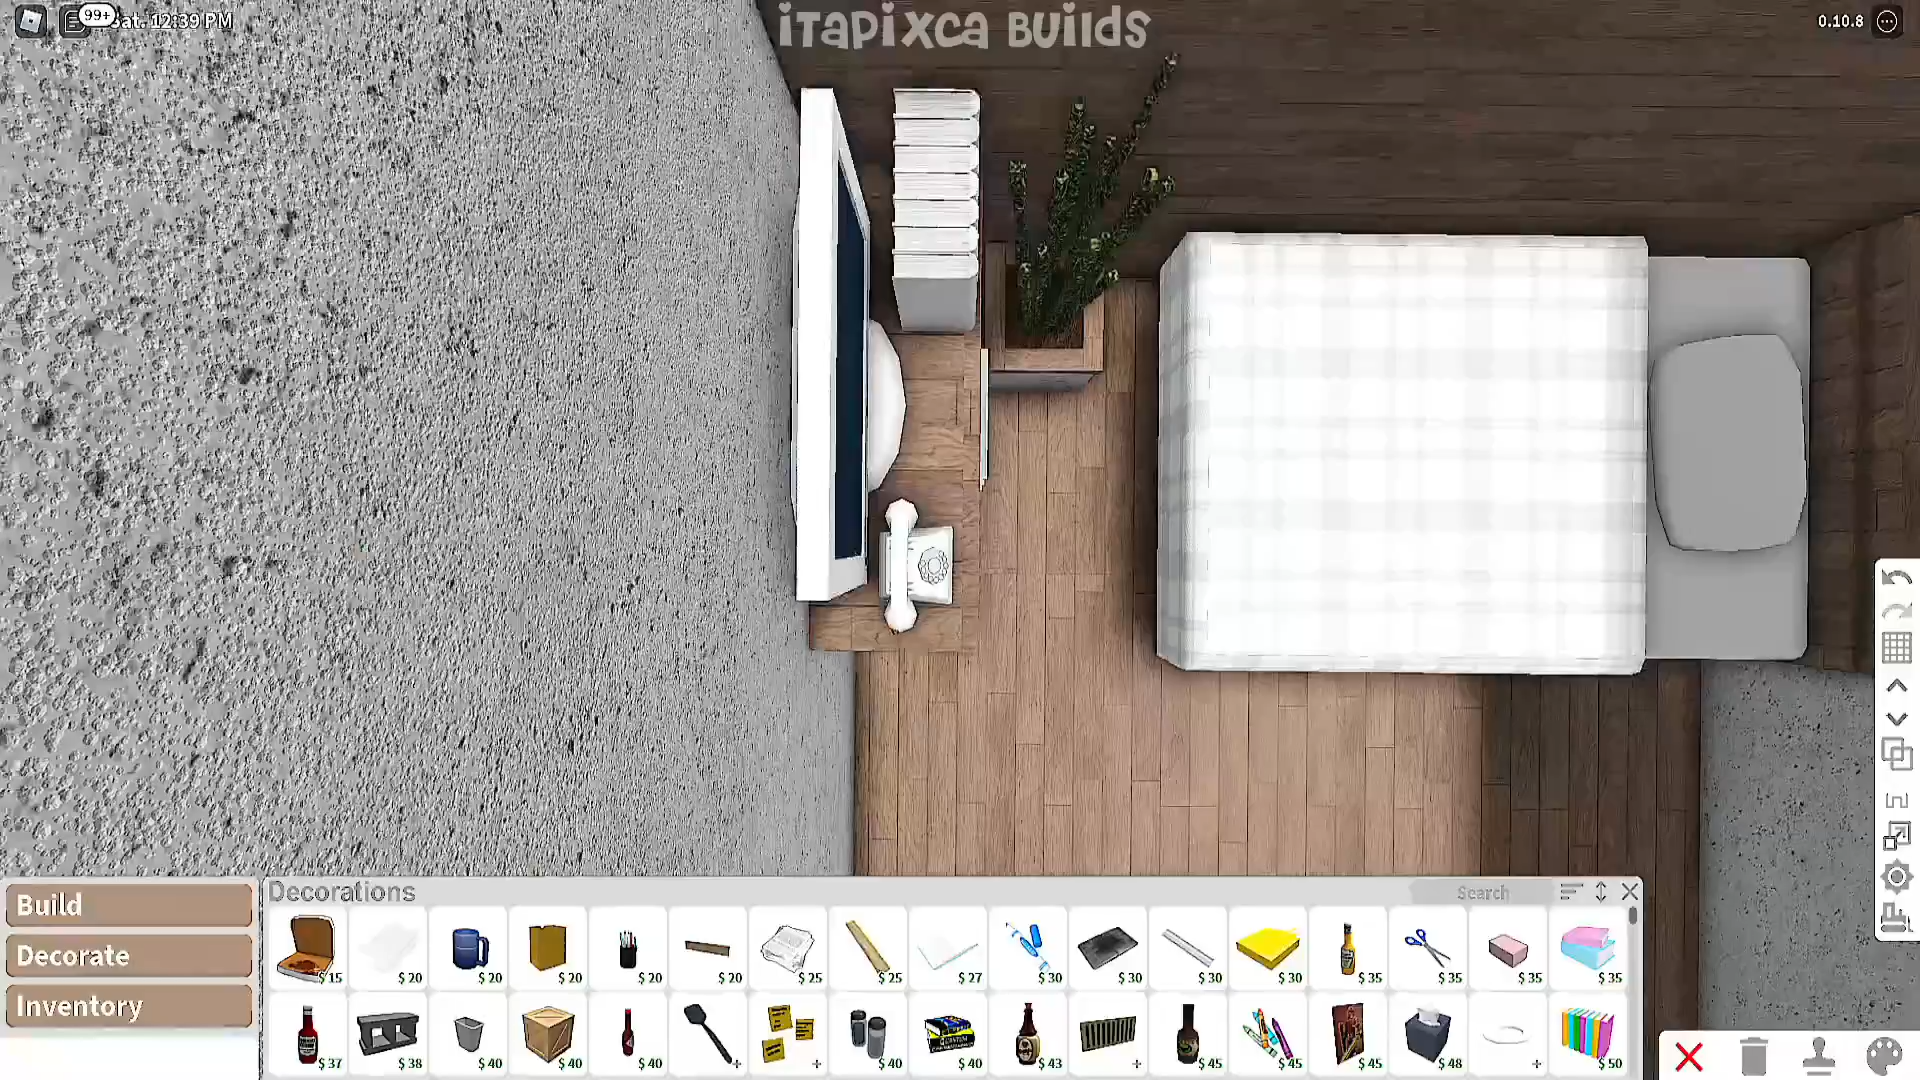 99+
Sat. 12:39 PM
iTapixca Builds
0.10.8
Build
Decorate
Inventory
Decorations
Search
$15 $20 $20 $20 $20 $20 $25 $25 $27 $30 $30 $30 $30 $35 $35 $35 $35
$37 $38 $40 $40 $40 + + $40 $40 $43 + $45 $45 $45 $48 + $50